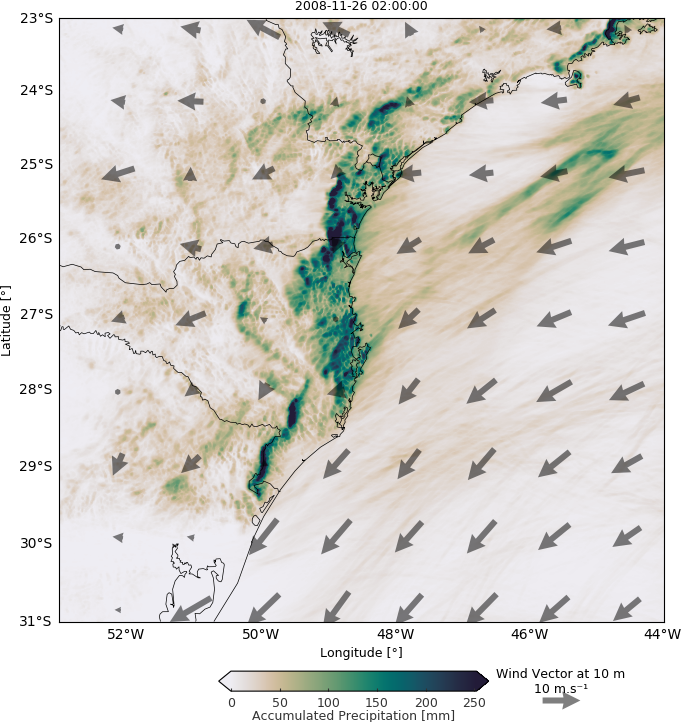 2008-11-26 02:00:00
23°S
24°S
25°S
26°S
27°S
28°S
29°S
30°S
31°S
Latitude [°]
52°W 50°W 48°W 46°W 44°W
Longitude [°]
0 50 100 150 200 250
Accumulated Precipitation [mm]
Wind Vector at 10 m
10 m.s⁻¹